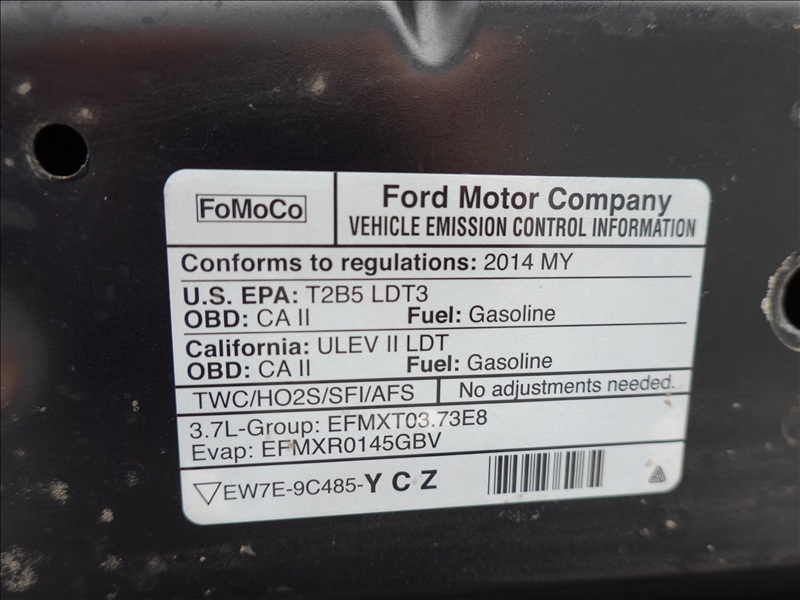 FoMoCo
Ford Motor Company
VEHICLE EMISSION CONTROL INFORMATION
Conforms to regulations: 2014 MY
U.S. EPA: T2B5 LDT3
OBD: CA II Fuel: Gasoline
California: ULEV II LDT
OBD: CA II Fuel: Gasoline
TWC/HO2S/SFI/AFS No adjustments needed.
3.7L-Group: EFMXT03.73E8
Evap: EFMXR0145GBV
EW7E-9C485-Y C Z